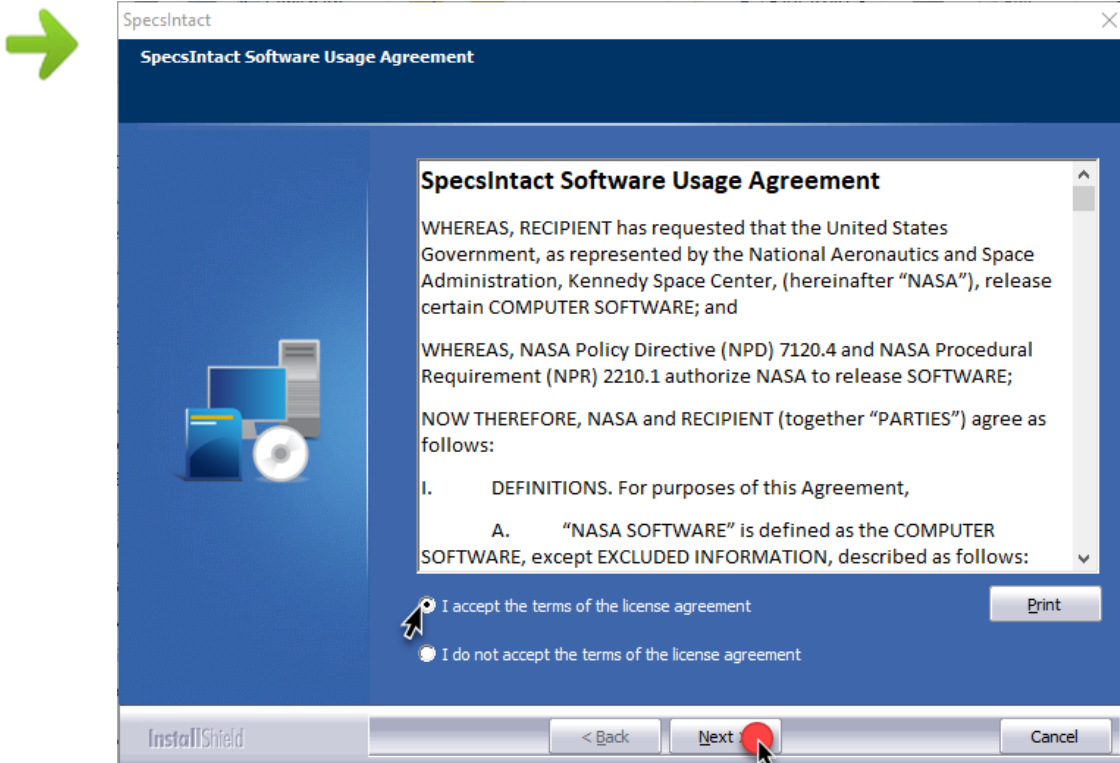 SpecsIntact
SpecsIntact Software Usage Agreement
SpecsIntact Software Usage Agreement
WHEREAS, RECIPIENT has requested that the United States
Government, as represented by the National Aeronautics and Space
Administration, Kennedy Space Center, (hereinafter “NASA”), release
certain COMPUTER SOFTWARE; and
WHEREAS, NASA Policy Directive (NPD) 7120.4 and NASA Procedural
Requirement (NPR) 2210.1 authorize NASA to release SOFTWARE;
NOW THEREFORE, NASA and RECIPIENT (together “PARTIES”) agree as
follows:
I. DEFINITIONS. For purposes of this Agreement,
A. “NASA SOFTWARE” is defined as the COMPUTER
SOFTWARE, except EXCLUDED INFORMATION, described as follows:
I accept the terms of the license agreement
Print
I do not accept the terms of the license agreement
InstallShield
< Back
Next
Cancel